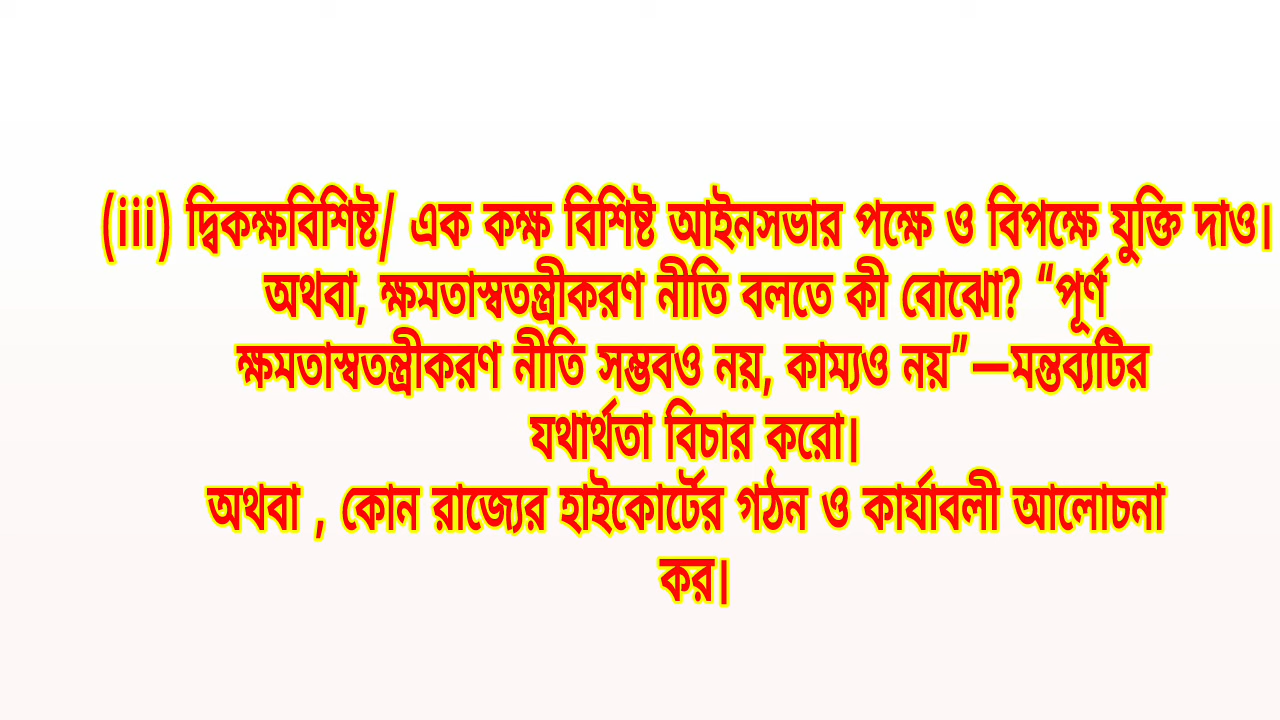 (iii) দ্বিকক্ষবিশিষ্ট/ এক কক্ষ বিশিষ্ট আইনসভার পক্ষে ও বিপক্ষে যুক্তি দাও।
অথবা, ক্ষমতাস্বতন্ত্রীকরণ নীতি বলতে কী বোঝো? “পূর্ণ
ক্ষমতাস্বতন্ত্রীকরণ নীতি সম্ভবও নয়, কাম্যও নয়”—মন্তব্যটির
যথার্থতা বিচার করো।
অথবা , কোন রাজ্যের হাইকোর্টের গঠন ও কার্যাবলী আলোচনা
কর।